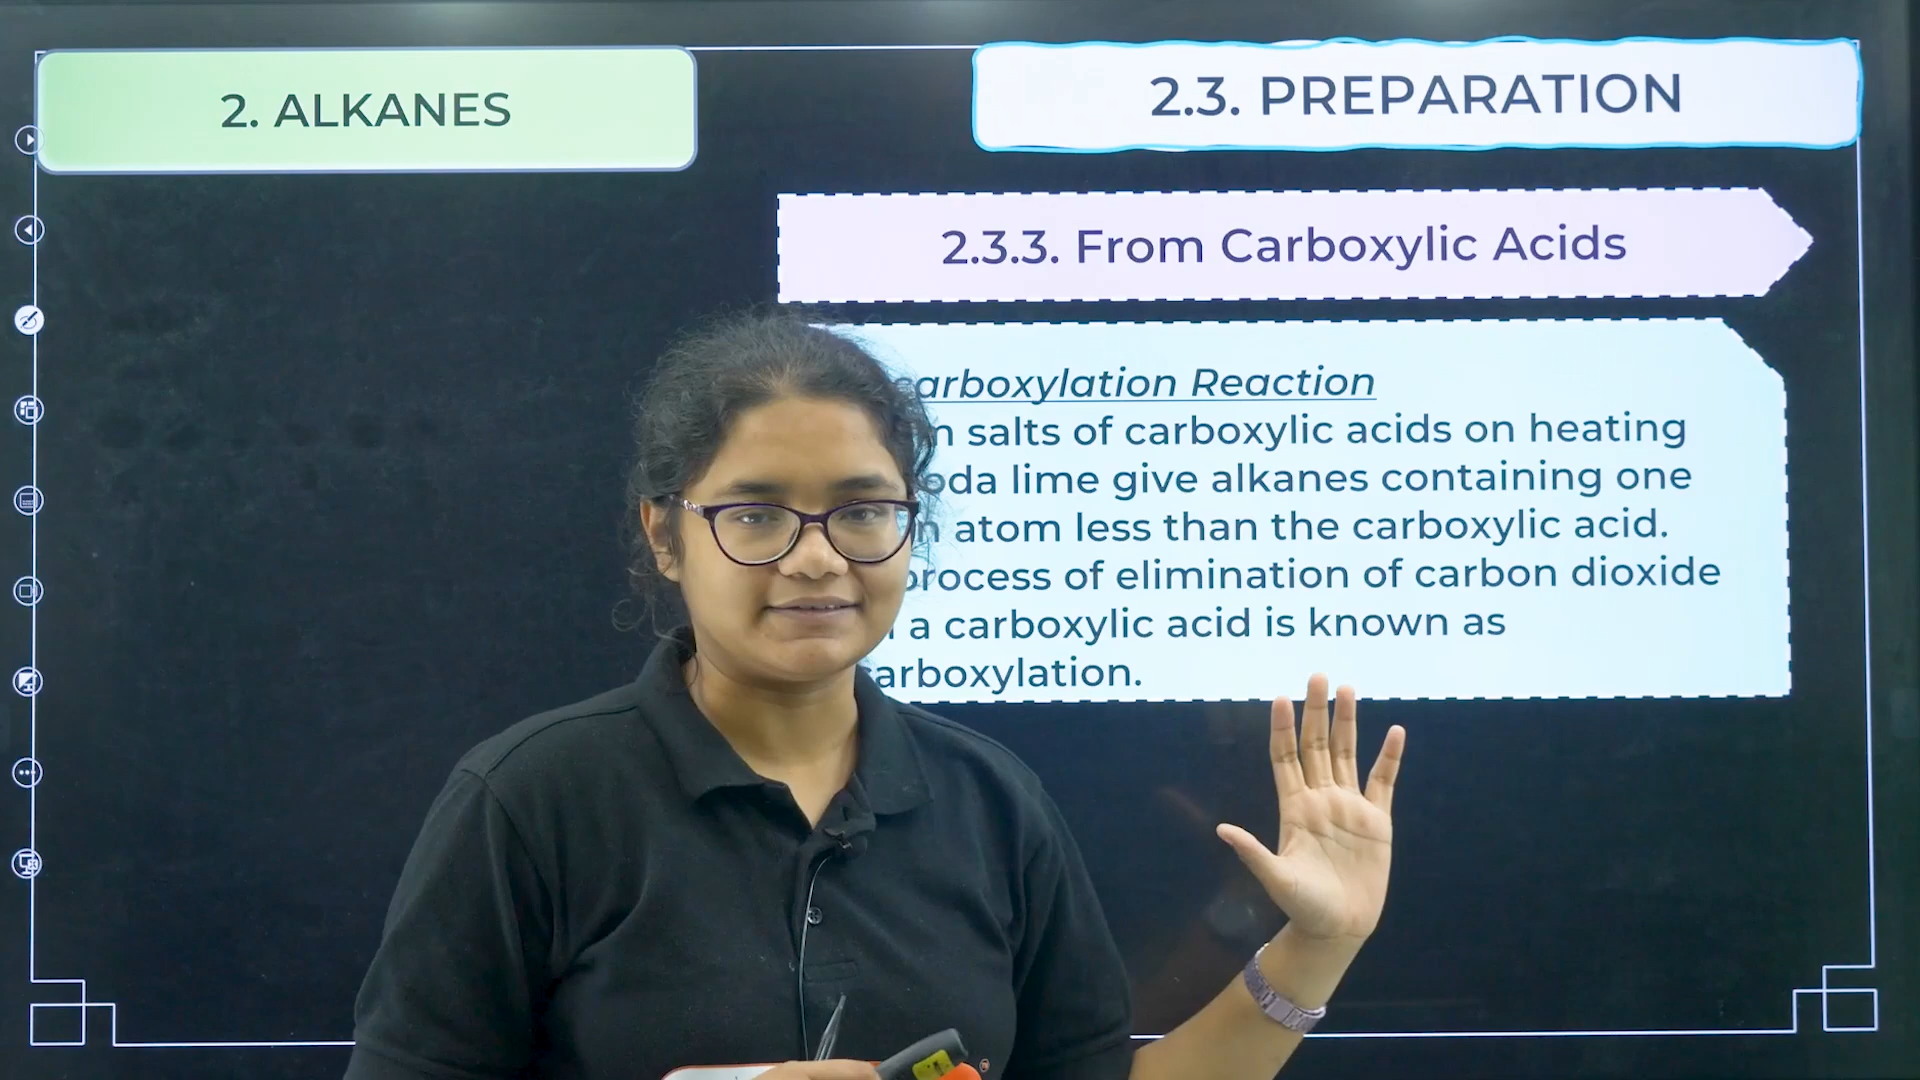 2. ALKANES
2.3. PREPARATION
2.3.3. From Carboxylic Acids
carboxylation Reaction
n salts of carboxylic acids on heating
oda lime give alkanes containing one
n atom less than the carboxylic acid.
process of elimination of carbon dioxide
a carboxylic acid is known as
carboxylation.